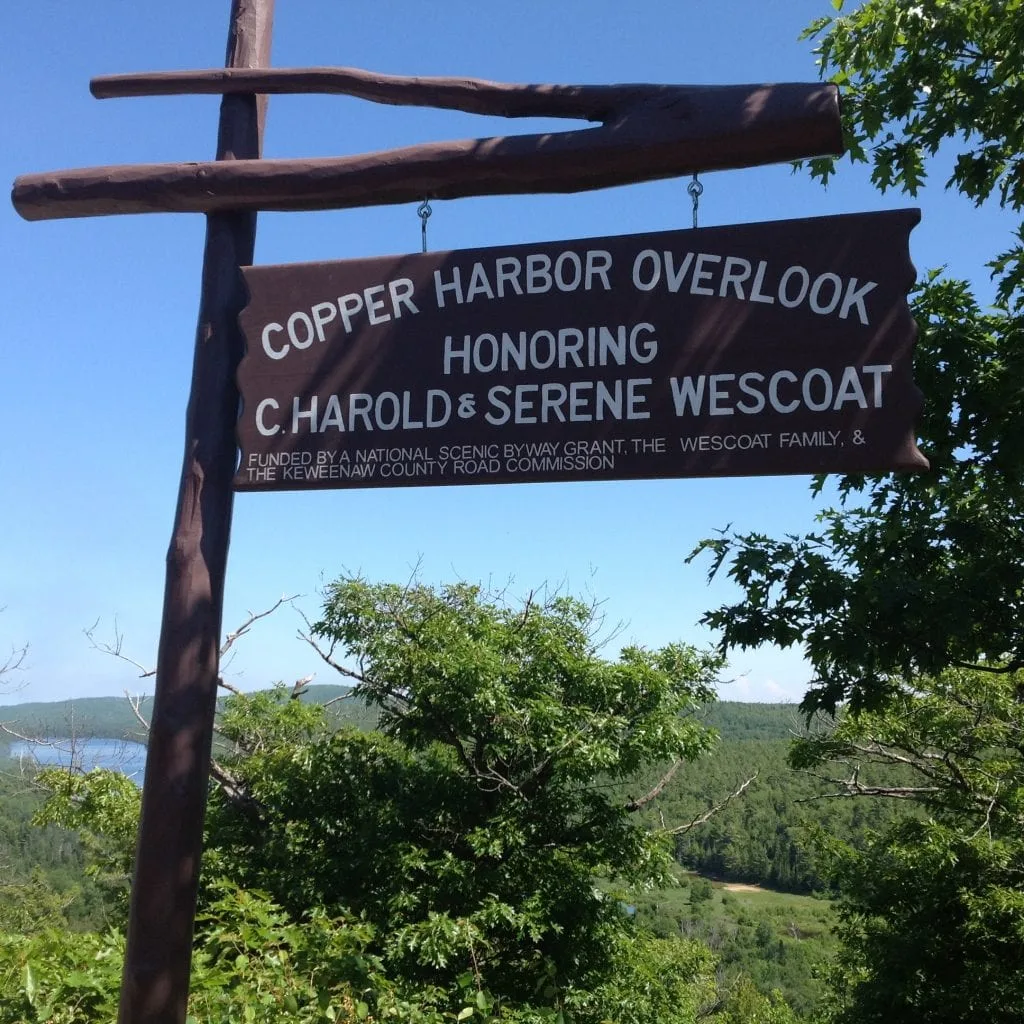 COPPER HARBOR OVERLOOK
HONORING
C. HAROLD & SERENE WESCOAT
FUNDED BY A NATIONAL SCENIC BYWAY GRANT, THE WESCOAT FAMILY, &
THE KEWEENAW COUNTY ROAD COMMISSION